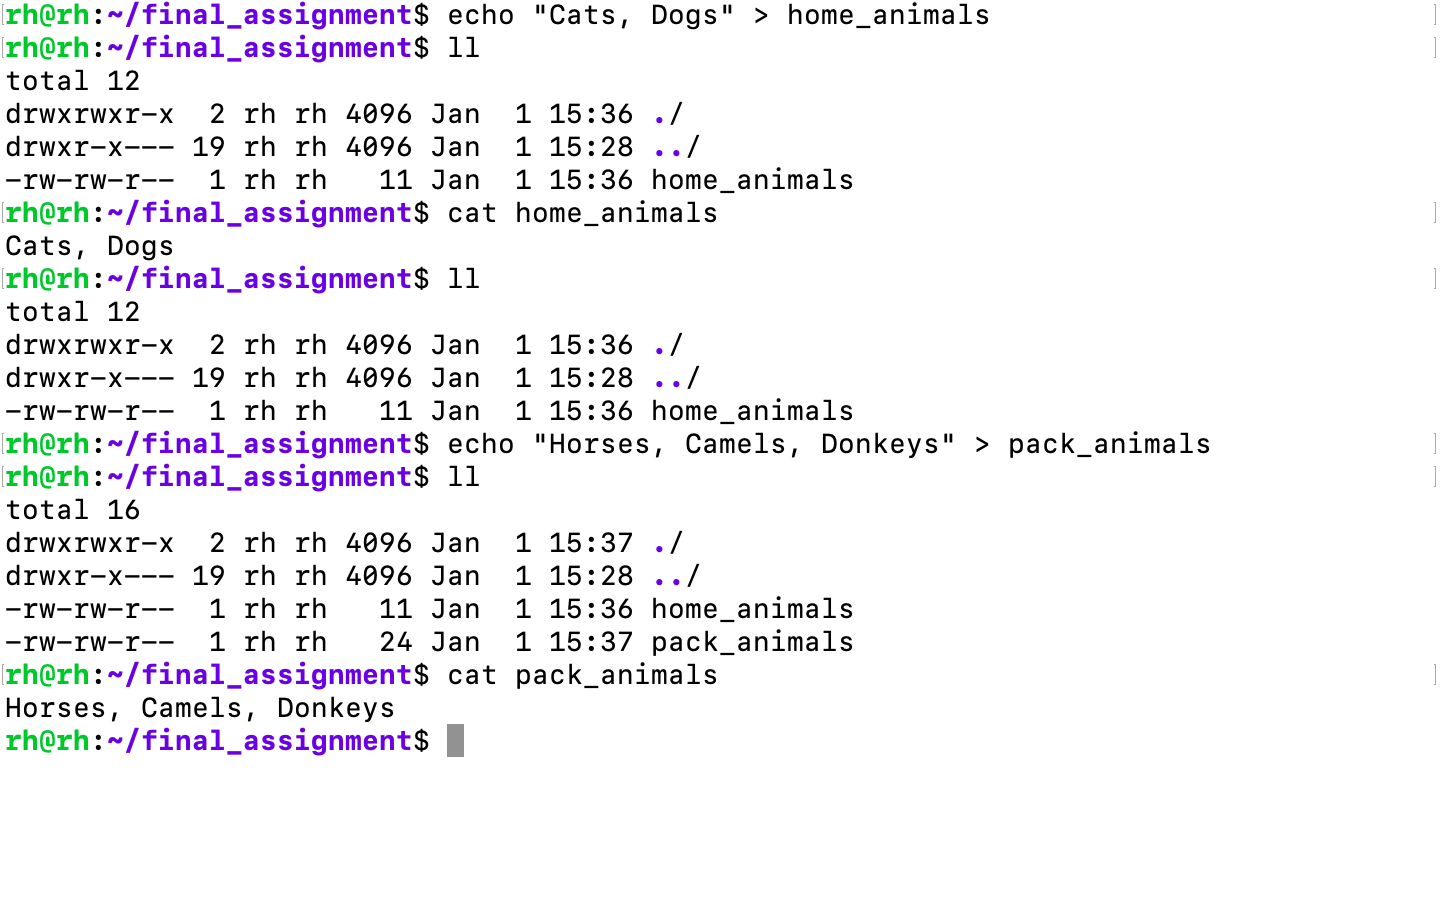 rh@rh:~/final_assignment$ echo "Cats, Dogs" > home_animals
rh@rh:~/final_assignment$ ll
total 12
drwxrwxr-x  2 rh rh 4096 Jan  1 15:36 ./
drwxr-x--- 19 rh rh 4096 Jan  1 15:28 ../
-rw-rw-r--  1 rh rh   11 Jan  1 15:36 home_animals
rh@rh:~/final_assignment$ cat home_animals
Cats, Dogs
rh@rh:~/final_assignment$ ll
total 12
drwxrwxr-x  2 rh rh 4096 Jan  1 15:36 ./
drwxr-x--- 19 rh rh 4096 Jan  1 15:28 ../
-rw-rw-r--  1 rh rh   11 Jan  1 15:36 home_animals
rh@rh:~/final_assignment$ echo "Horses, Camels, Donkeys" > pack_animals
rh@rh:~/final_assignment$ ll
total 16
drwxrwxr-x  2 rh rh 4096 Jan  1 15:37 ./
drwxr-x--- 19 rh rh 4096 Jan  1 15:28 ../
-rw-rw-r--  1 rh rh   11 Jan  1 15:36 home_animals
-rw-rw-r--  1 rh rh   24 Jan  1 15:37 pack_animals
rh@rh:~/final_assignment$ cat pack_animals
Horses, Camels, Donkeys
rh@rh:~/final_assignment$